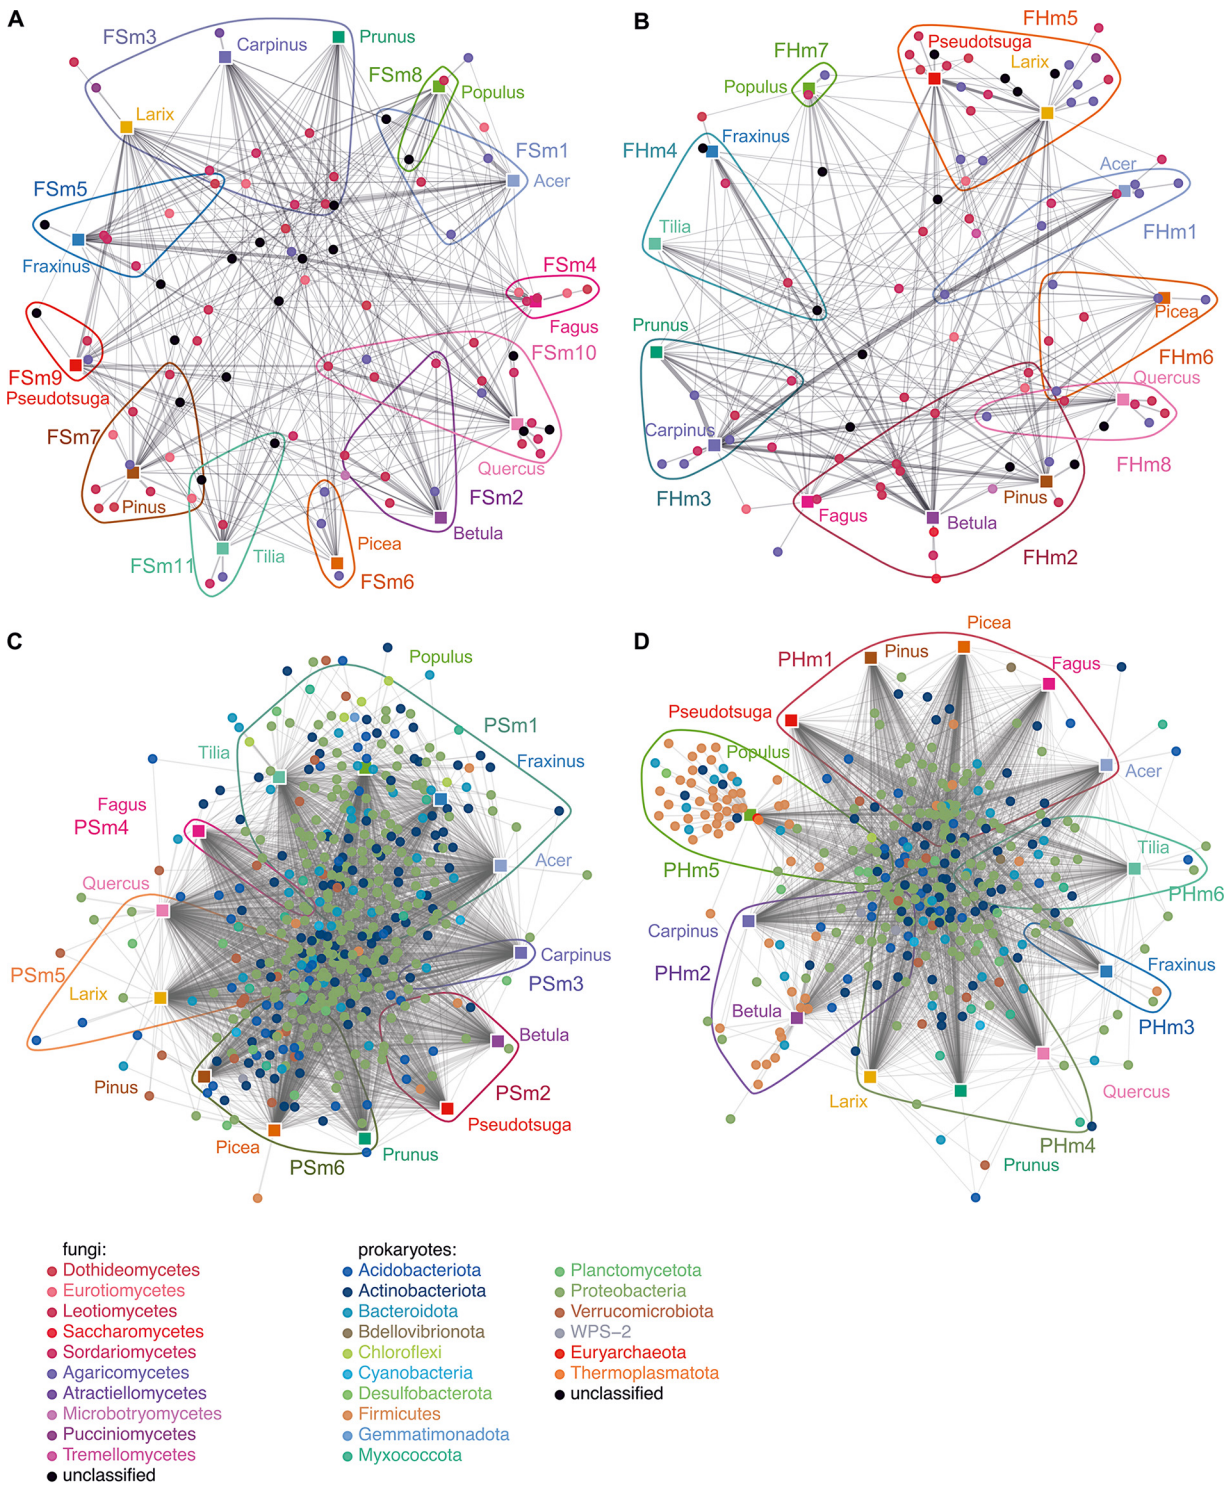 A
FSm3
Carpinus
Prunus
FSm8
Populus
Larix
FSm1
Acer
FSm5
Fraxinus
FSm4
Fagus
FSm10
FSm9
Pseudotsuga
FSm7
Quercus
FSm2
Pinus
Betula
Tilia
FSm11
Picea
FSm6
B
FHm5
Pseudotsuga
Larix
FHm7
Populus
FHm4
Fraxinus
Acer
Tilia
FHm1
Picea
Prunus
FHm6
Quercus
Carpinus
FHm8
FHm3
Pinus
Fagus
Betula
FHm2
C
Populus
PSm1
Tilia
Fraxinus
Fagus
PSm4
Acer
Quercus
Carpinus
PSm5
PSm3
Larix
Betula
Pinus
PSm2
Pseudotsuga
Picea
Prunus
PSm6
D
Picea
PHm1
Pinus
Fagus
Pseudotsuga
Populus
Acer
Tilia
PHm5
PHm6
Carpinus
PHm2
Fraxinus
Betula
PHm3
Larix
Quercus
PHm4
Prunus
fungi:
Dothideomycetes
Eurotiomycetes
Leotiomycetes
Saccharomycetes
Sordariomycetes
Agaricomycetes
Atractiellomycetes
Microbotryomycetes
Pucciniomycetes
Tremellomycetes
unclassified
prokaryotes:
Acidobacteriota
Actinobacteriota
Bacteroidota
Bdellovibrionota
Chloroflexi
Cyanobacteria
Desulfobacterota
Firmicutes
Gemmatimonadota
Myxococcota
Planctomycetota
Proteobacteria
Verrucomicrobiota
WPS−2
Euryarchaeota
Thermoplasmatota
unclassified